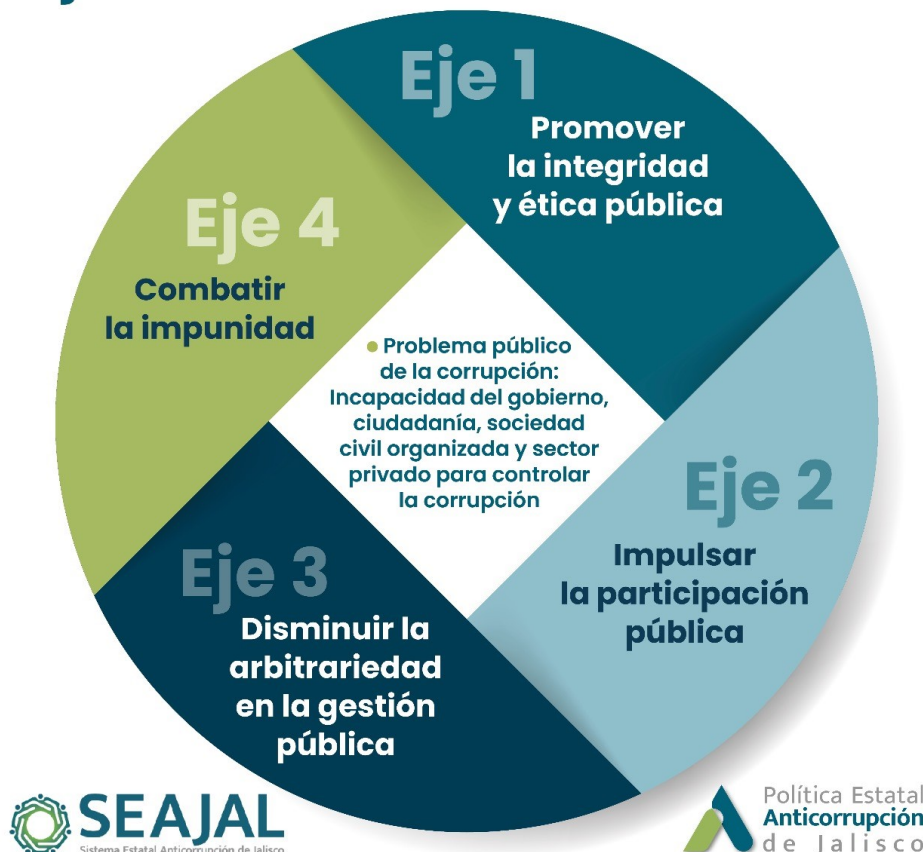 Eje 1
Promover
la integridad
y ética pública
Eje 2
Impulsar
la participación
pública
Eje 3
Disminuir la
arbitrariedad
en la gestión
pública
Eje 4
Combatir
la impunidad
• Problema público
de la corrupción:
Incapacidad del gobierno,
ciudadanía, sociedad
civil organizada y sector
privado para controlar
la corrupción
SEAJAL
Sistema Estatal Anticorrupción de Jalisco
Política Estatal
Anticorrupción
de Jalisco